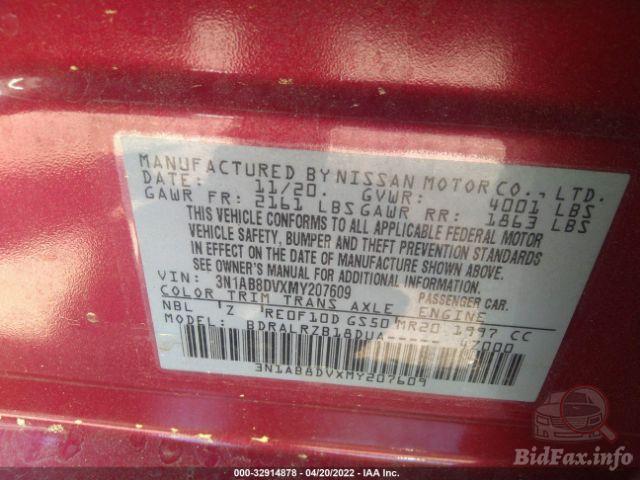 MANUFACTURED BY NISSAN MOTOR CO., LTD.
DATE: 11/20. GVWR: 4001 LBS
GAWR FR: 2161 LBS GAWR RR: 1863 LBS
THIS VEHICLE CONFORMS TO ALL APPLICABLE FEDERAL MOTOR
VEHICLE SAFETY, BUMPER AND THEFT PREVENTION STANDARDS
IN EFFECT ON THE DATE OF MANUFACTURE SHOWN ABOVE.
SEE OWNER'S MANUAL FOR ADDITIONAL INFORMATION.
VIN: 3N1AB8DVXMY207609 PASSENGER CAR
COLOR TRIM TRANS AXLE ENGINE
NBL Z RE0F10D GS50 MR20 1997 CC
MODEL: BDRALRZB18DUA----- 47000
3N1AB8DVXMY207609
BidFax.info
000-32914878 - 04/20/2022 - IAA Inc.